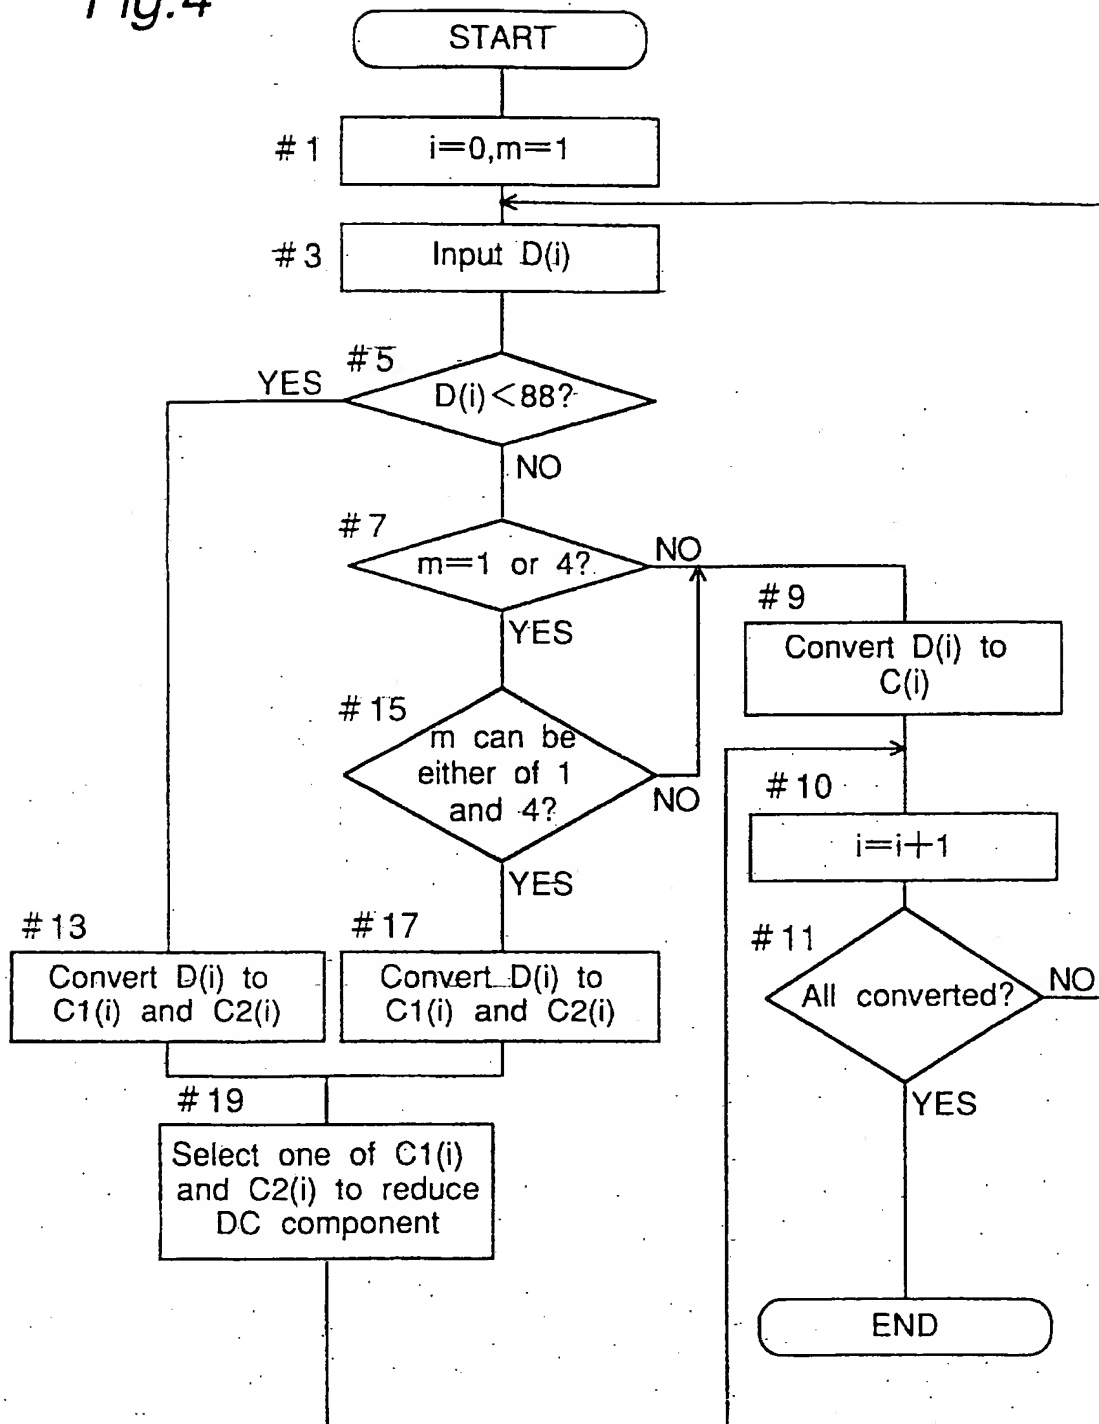 Fig.4
START
#1
i=0,m=1
#3
Input D(i)
#5
YES
D(i)<88?
NO
#7
m=1 or 4?
NO
YES
#9
Convert D(i) to
C(i)
#15
m can be
either of 1
and 4?
NO
YES
#10
i=i+1
#11
All converted?
NO
YES
#13
Convert D(i) to
C1(i) and C2(i)
#17
Convert D(i) to
C1(i) and C2(i)
#19
Select one of C1(i)
and C2(i) to reduce
DC component
END